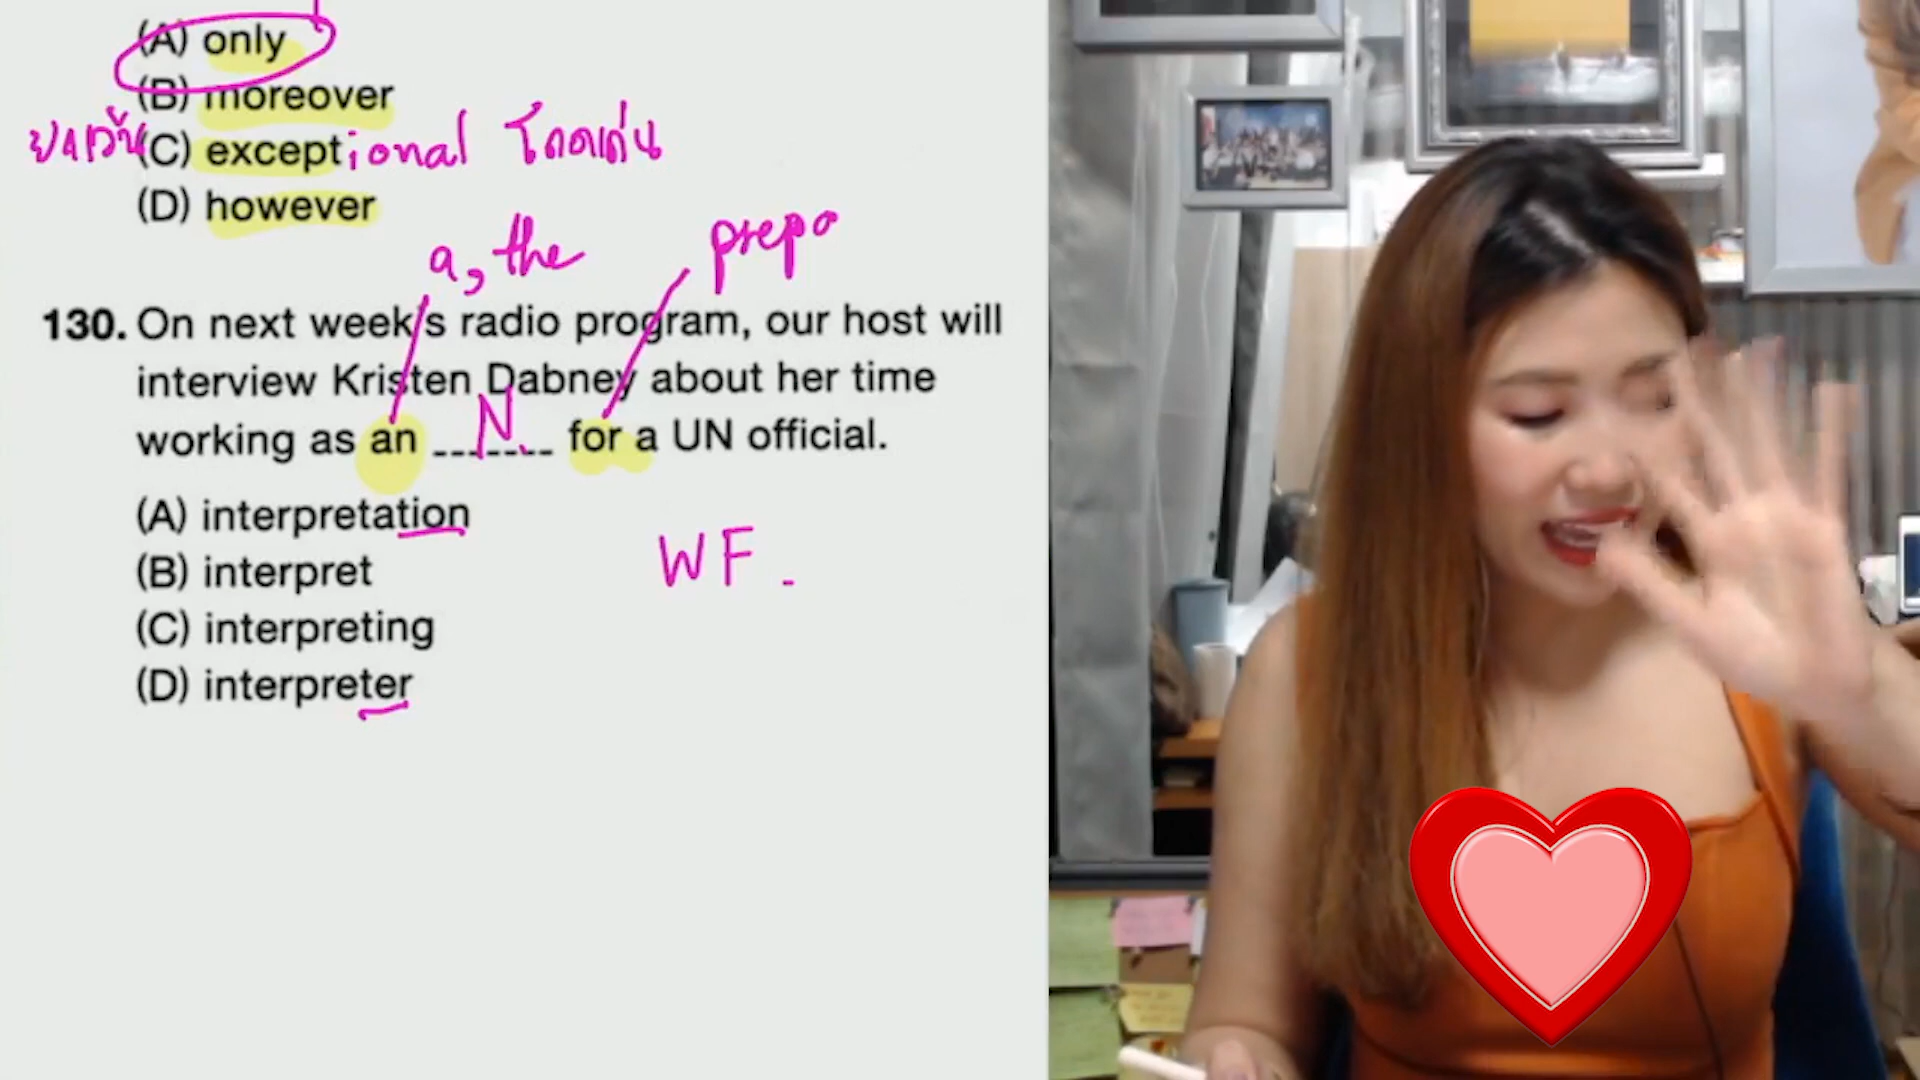 (A) only
(B) moreover
ยกเว้น (C) exceptional โดดเด่น
(D) however
a, the
prepo
130. On next week's radio program, our host will
interview Kristen Dabney about her time
working as an ------- for a UN official.
N.
(A) interpretation
(B) interpret
WF.
(C) interpreting
(D) interpreter